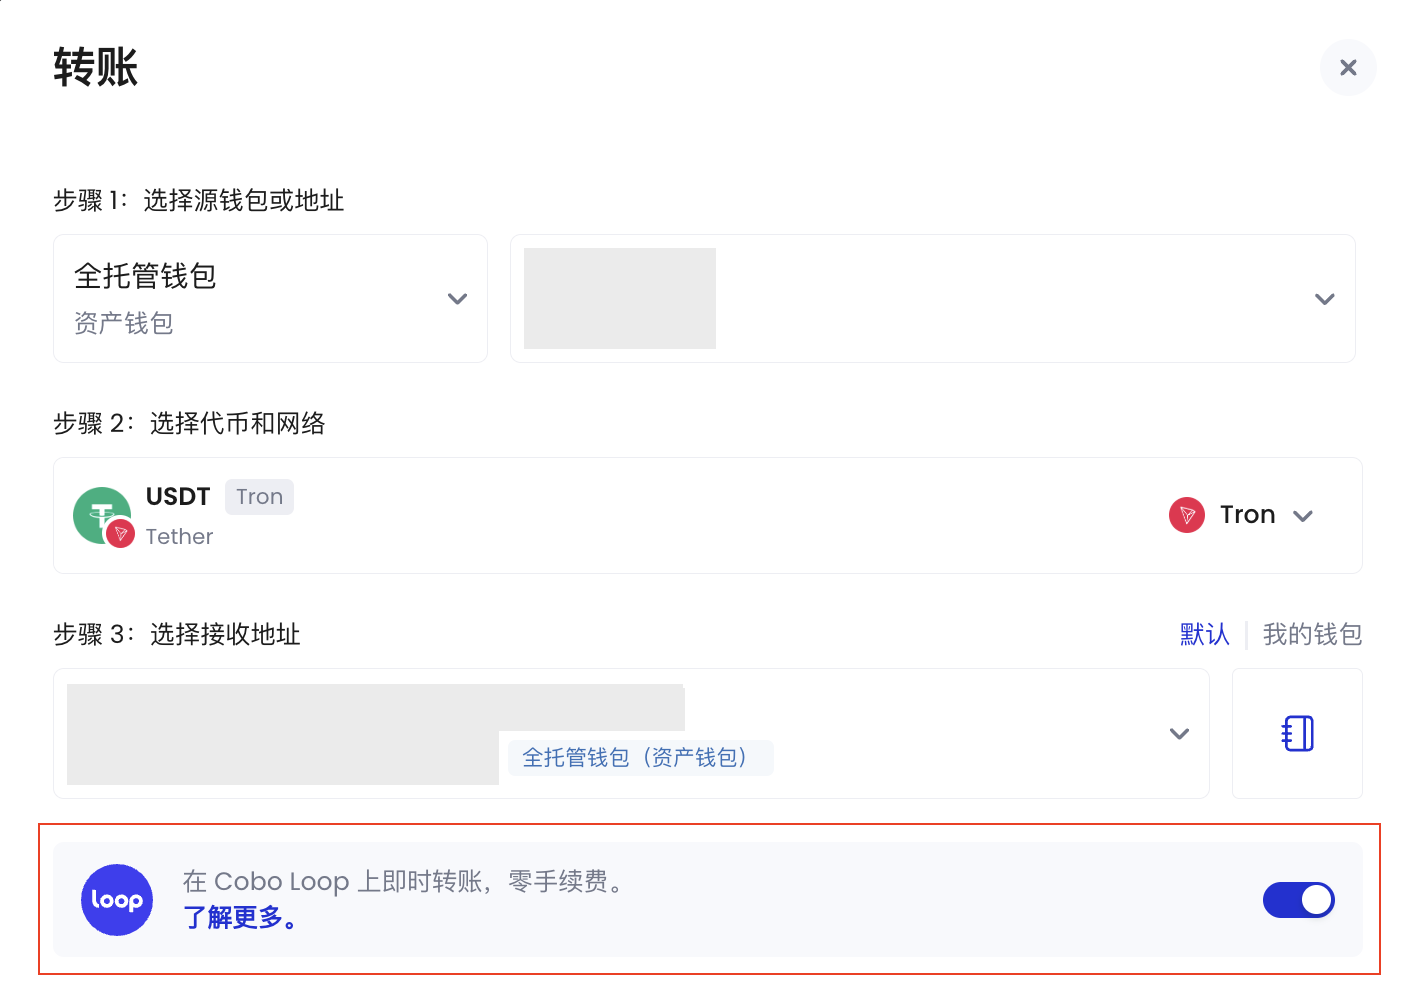 转账
步骤 1：选择源钱包或地址
全托管钱包
资产钱包
步骤 2：选择代币和网络
USDT Tron
Tether
Tron
步骤 3：选择接收地址
默认 我的钱包
全托管钱包（资产钱包）
loop
在 Cobo Loop 上即时转账，零手续费。
了解更多。